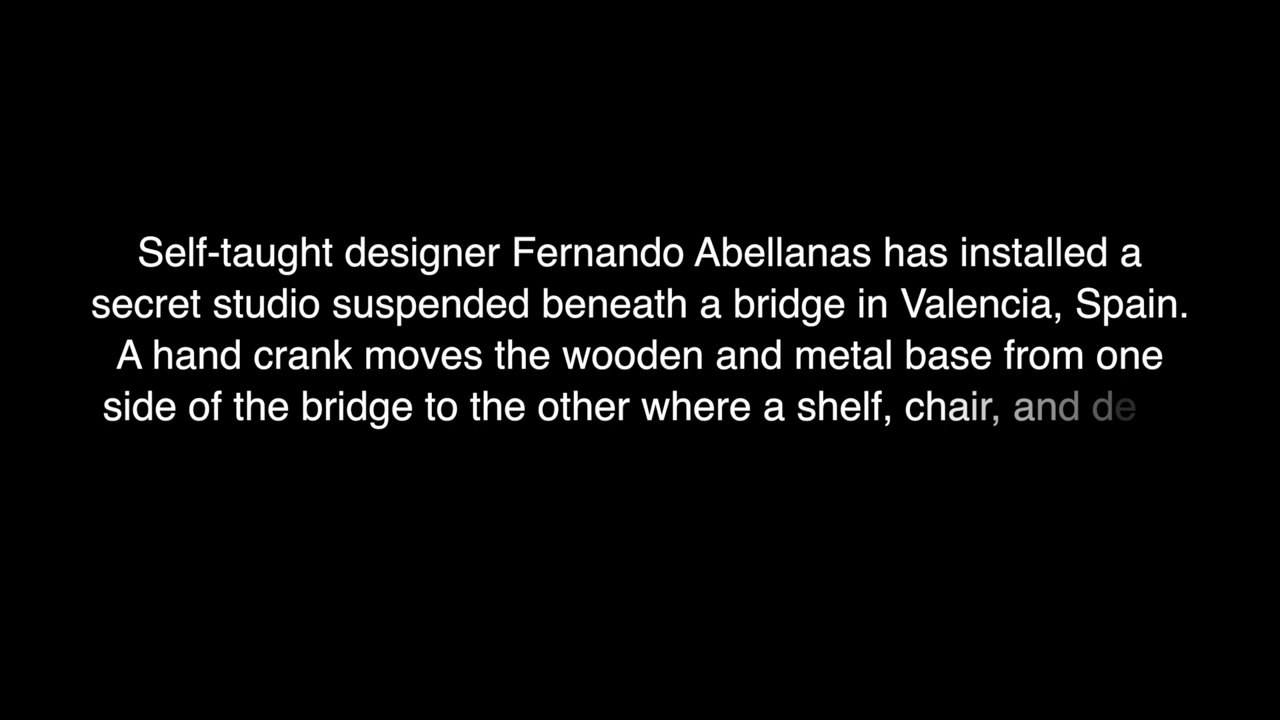 Self-taught designer Fernando Abellanas has installed a
secret studio suspended beneath a bridge in Valencia, Spain.
A hand crank moves the wooden and metal base from one
side of the bridge to the other where a shelf, chair, and de